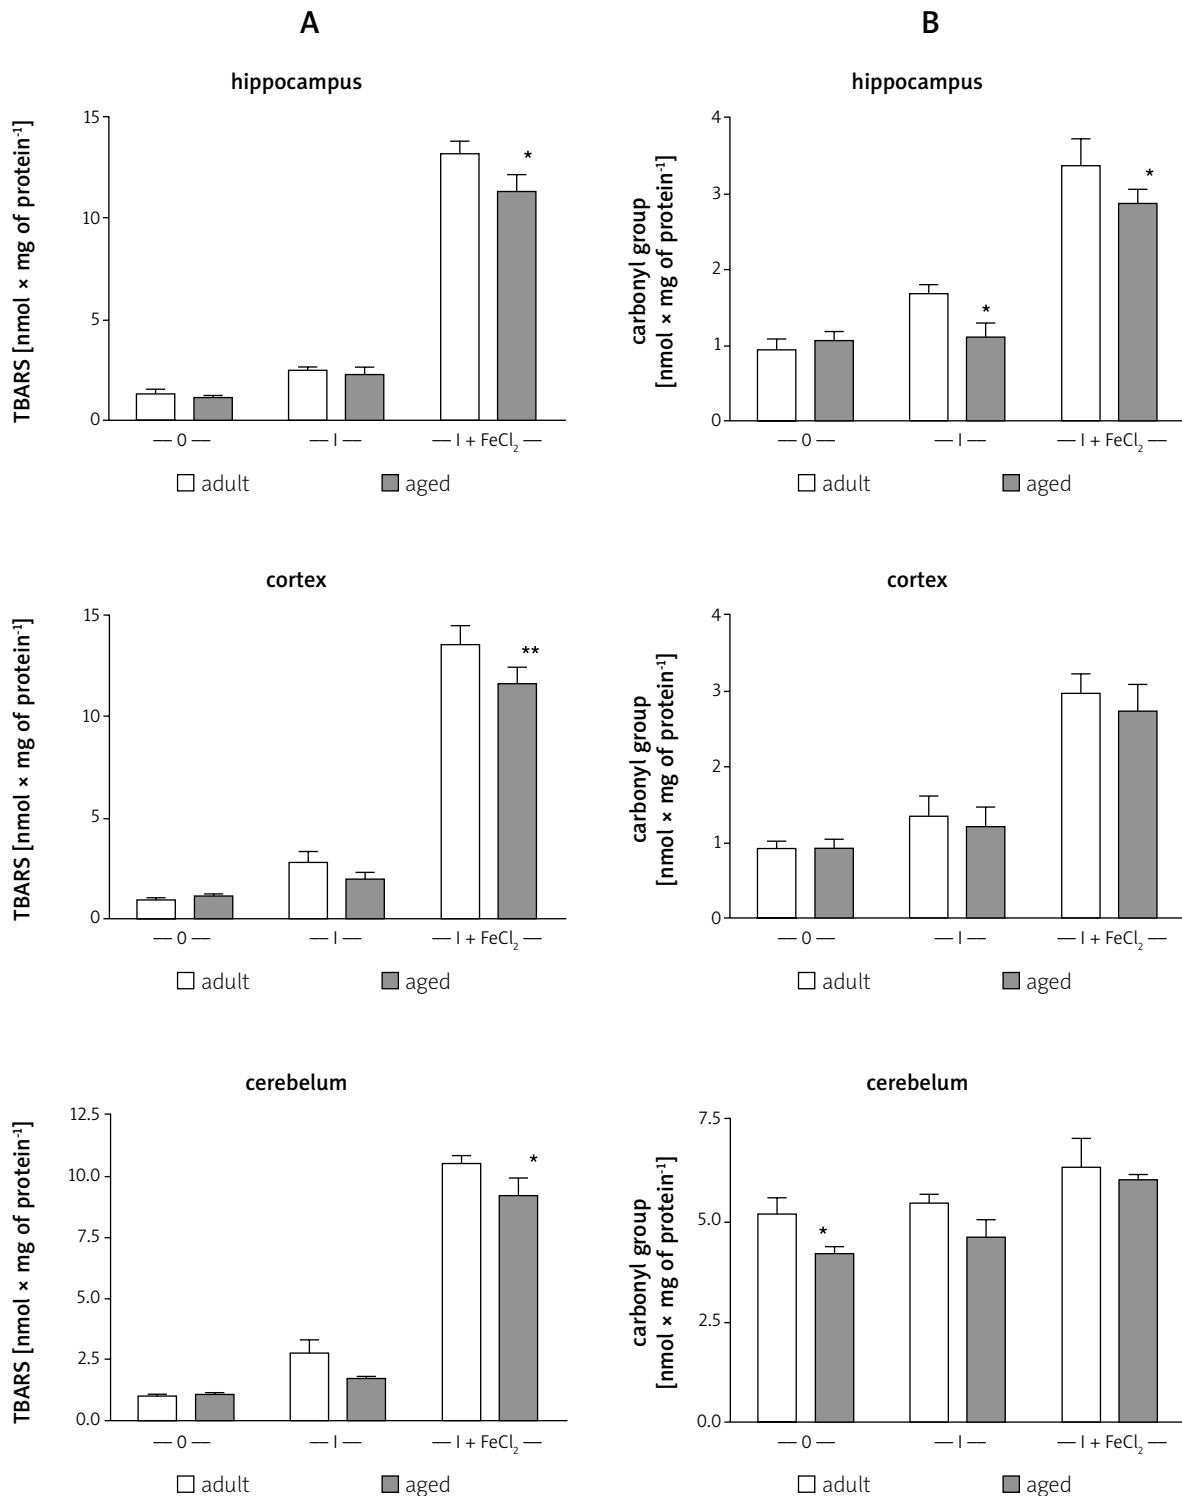 A
hippocampus
TBARS [nmol × mg of protein⁻¹]
15
10
5
0
— 0 —
— I —
— I + FeCl₂ —
adult
aged
cortex
TBARS [nmol × mg of protein⁻¹]
15
10
5
0
**
*
— 0 —
— I —
— I + FeCl₂ —
adult
aged
cerebelum
TBARS [nmol × mg of protein⁻¹]
12.5
10.0
7.5
5.0
2.5
0.0
*
— 0 —
— I —
— I + FeCl₂ —
adult
aged
B
hippocampus
carbonyl group
[nmol × mg of protein⁻¹]
4
3
2
1
0
*
*
— 0 —
— I —
— I + FeCl₂ —
adult
aged
cortex
carbonyl group
[nmol × mg of protein⁻¹]
4
3
2
1
0
— 0 —
— I —
— I + FeCl₂ —
adult
aged
cerebelum
carbonyl group
[nmol × mg of protein⁻¹]
7.5
5.0
2.5
0.0
*
— 0 —
— I —
— I + FeCl₂ —
adult
aged